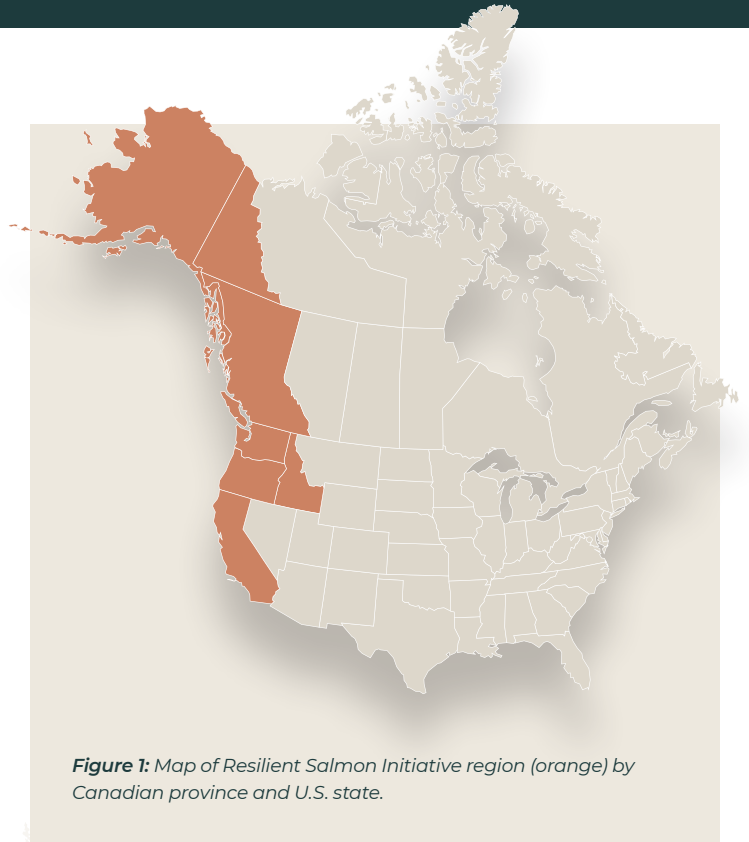 Figure 1: Map of Resilient Salmon Initiative region (orange) by
Canadian province and U.S. state.